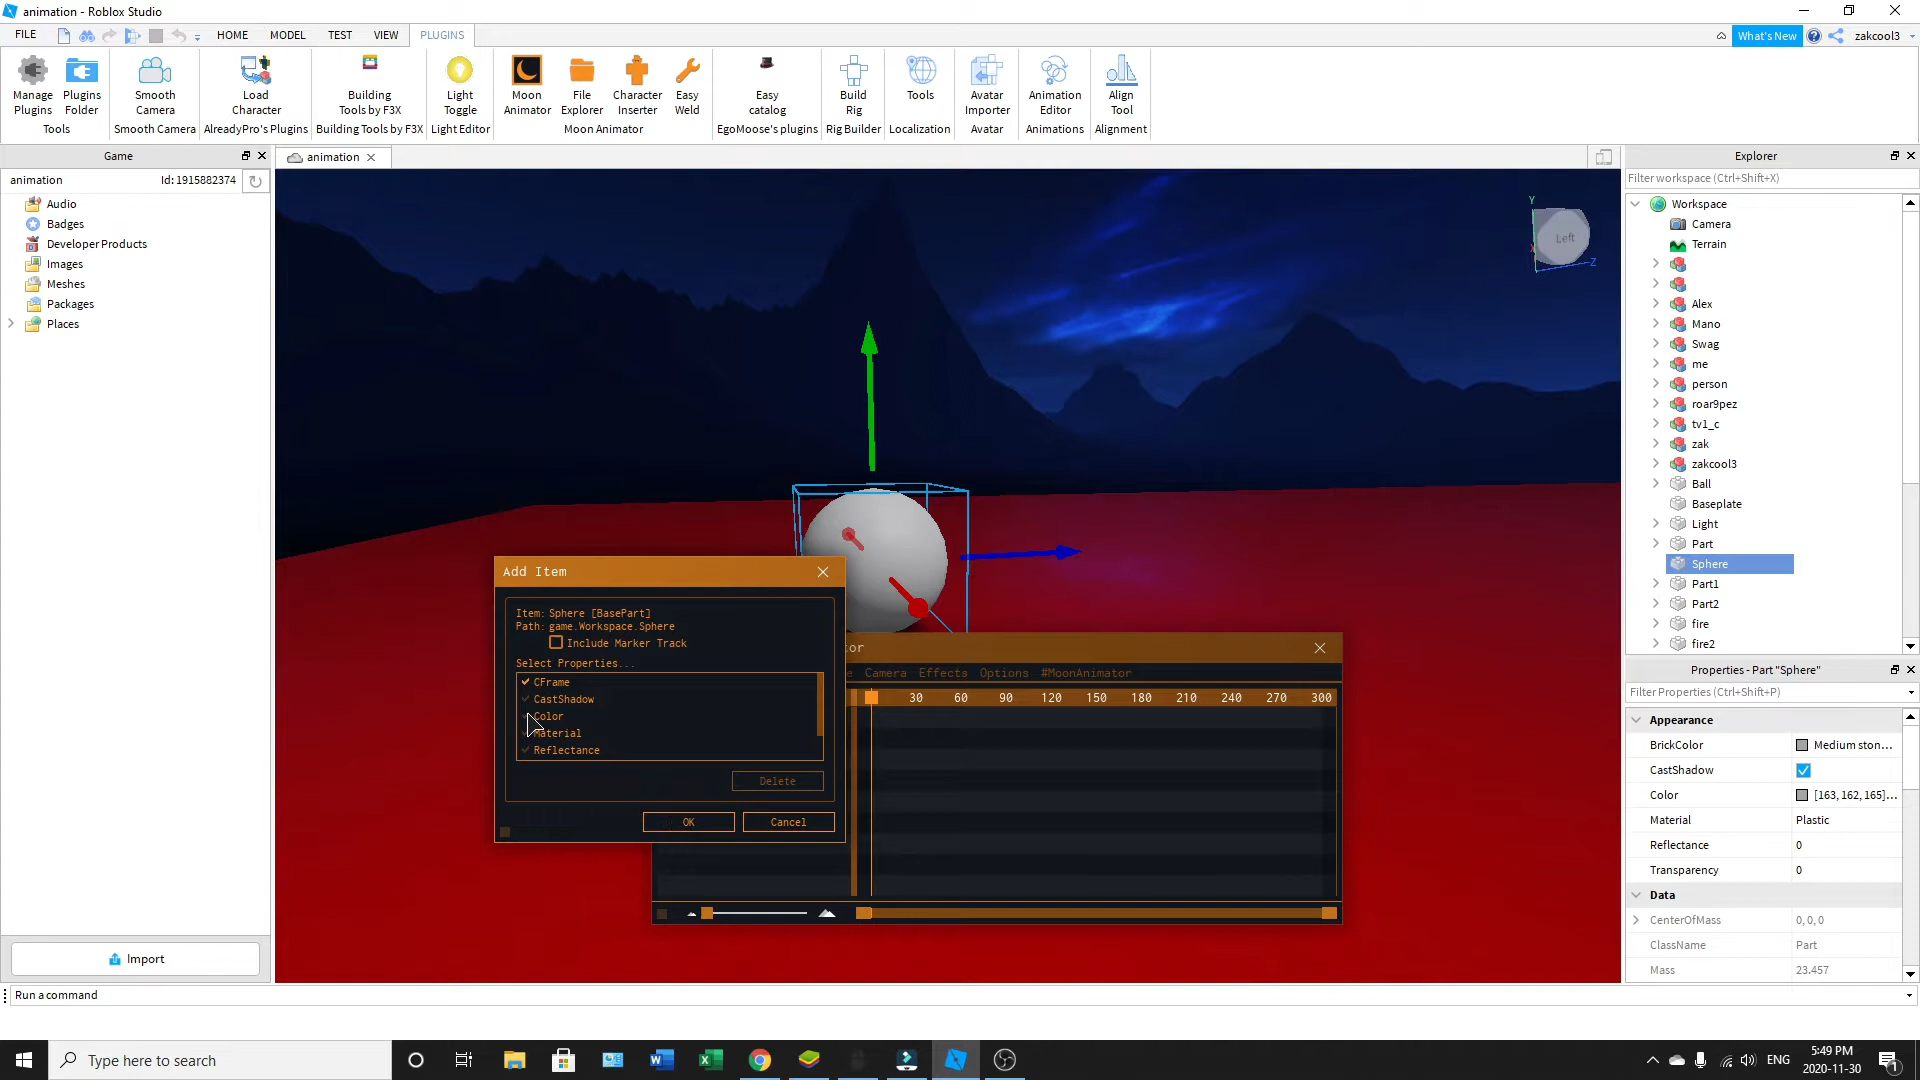 animation - Roblox Studio
FILE
HOME
MODEL
TEST
VIEW
PLUGINS
What's New
zakcool3
Manage Plugins
Plugins Folder
Smooth Camera
Load Character
Building Tools by F3X
Light Toggle
Moon Animator
File Explorer
Character Inserter
Easy Weld
Easy catalog
Build Rig
Tools
Avatar Importer
Animation Editor
Align Tool
Tools
Smooth Camera
AlreadyPro's Plugins
Building Tools by F3X
Light Editor
Moon Animator
EgoMoose's plugins
Rig Builder
Localization
Avatar
Animations
Alignment
Game
animation
Id: 1915882374
Audio
Badges
Developer Products
Images
Meshes
Packages
Places
Import
animation
Y
Left
Z
Add Item
Item: Sphere [BasePart]
Path: game.Workspace.Sphere
Include Marker Track
Select Properties...
CFrame
CastShadow
Color
Material
Reflectance
Delete
OK
Cancel
or
e
Camera
Effects
Options
#MoonAnimator
30 60 90 120 150 180 210 240 270 300
Explorer
Filter workspace (Ctrl+Shift+X)
Workspace
Camera
Terrain
Alex
Mano
Swag
me
person
roar9pez
tv1_c
zak
zakcool3
Ball
Baseplate
Light
Part
Sphere
Part1
Part2
fire
fire2
Properties - Part "Sphere"
Filter Properties (Ctrl+Shift+P)
Appearance
BrickColor Medium ston...
CastShadow
Color [163, 162, 165]...
Material Plastic
Reflectance 0
Transparency 0
Data
CenterOfMass 0, 0, 0
ClassName Part
Mass 23.457
Run a command
Type here to search
ENG
5:49 PM
2020-11-30
1